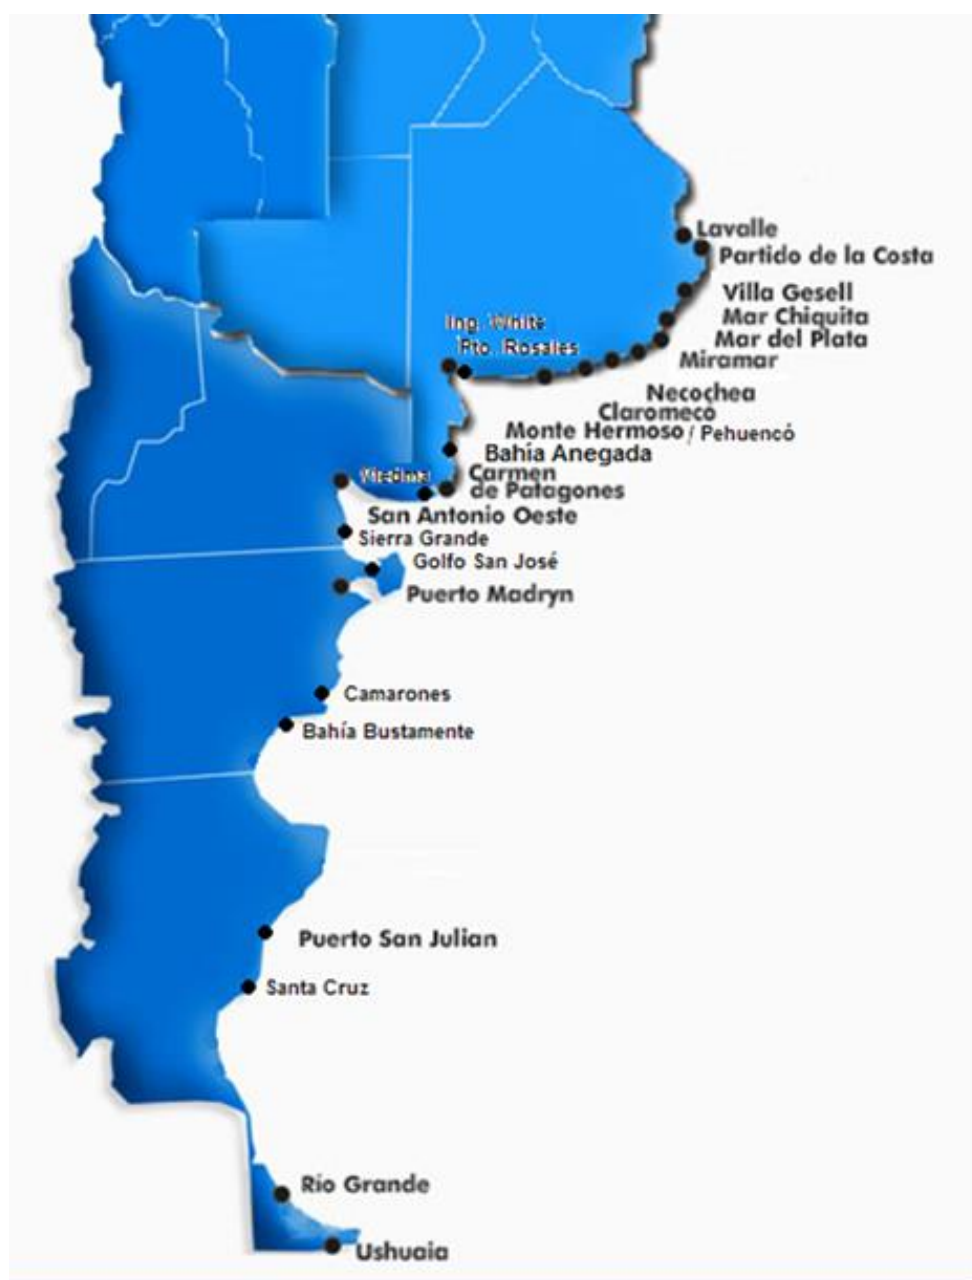 Lavalle
Partido de la Costa
Villa Gesell
Mar Chiquita
Ing. White
Mar del Plata
Pto. Rosales
Miramar
Necochea
Claromecó
Monte Hermoso / Pehuencó
Bahía Anegada
Viedma
Carmen
de Patagones
San Antonio Oeste
Sierra Grande
Golfo San José
Puerto Madryn
Camarones
Bahía Bustamente
Puerto San Julian
Santa Cruz
Rio Grande
Ushuaia